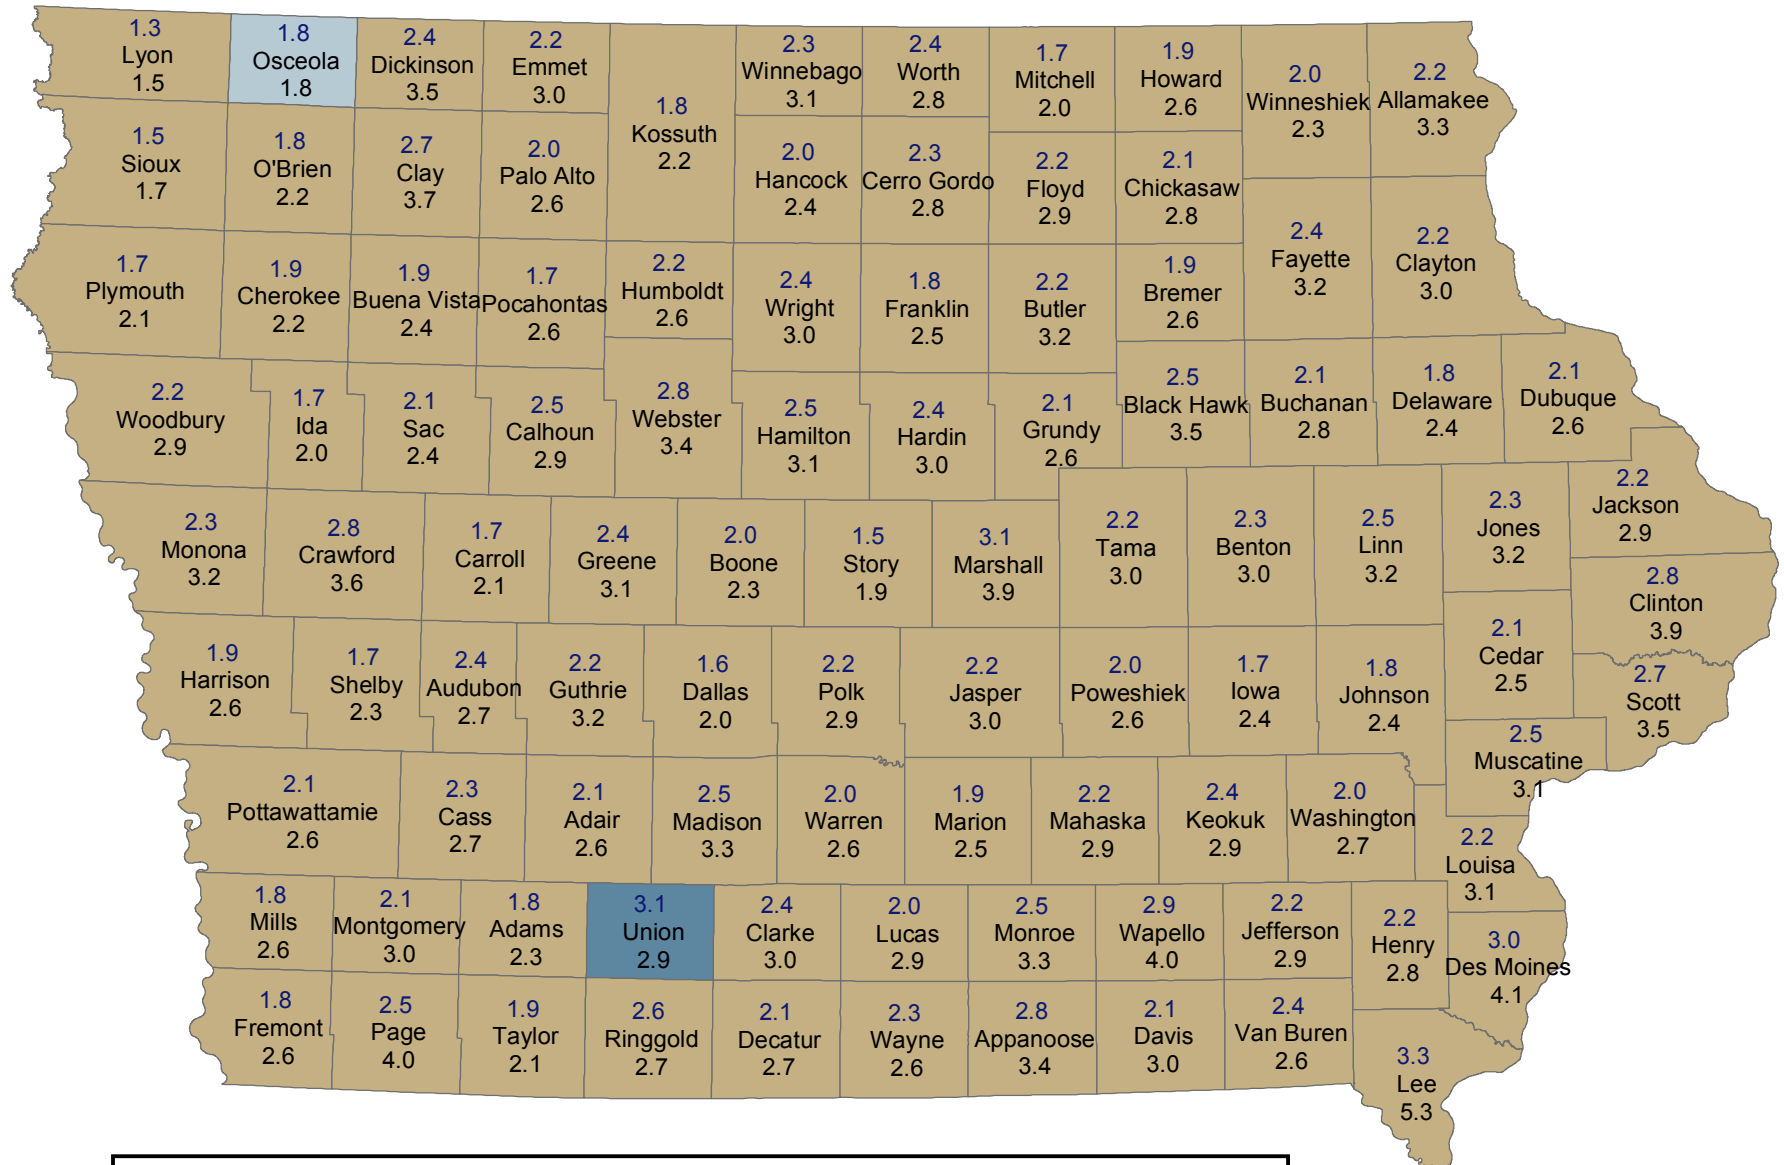 1.3
Lyon
1.5
1.8
Osceola
1.8
2.4
Dickinson
3.5
2.2
Emmet
3.0
1.8
Kossuth
2.2
2.3
Winnebago
3.1
2.4
Worth
2.8
1.7
Mitchell
2.0
1.9
Howard
2.6
2.0
Winneshiek
2.3
2.2
Allamakee
3.3
1.5
Sioux
1.7
1.8
O'Brien
2.2
2.7
Clay
3.7
2.0
Palo Alto
2.6
2.0
Hancock
2.4
2.3
Cerro Gordo
2.8
2.2
Floyd
2.9
2.1
Chickasaw
2.8
2.4
Fayette
3.2
2.2
Clayton
3.0
1.7
Plymouth
2.1
1.9
Cherokee
2.2
1.9
Buena Vista
2.4
1.7
Pocahontas
2.6
2.2
Humboldt
2.6
2.4
Wright
3.0
1.8
Franklin
2.5
2.2
Butler
3.2
1.9
Bremer
2.6
2.2
Woodbury
2.9
1.7
Ida
2.0
2.1
Sac
2.4
2.5
Calhoun
2.9
2.8
Webster
3.4
2.5
Hamilton
3.1
2.4
Hardin
3.0
2.1
Grundy
2.6
2.5
Black Hawk
3.5
2.1
Buchanan
2.8
1.8
Delaware
2.4
2.1
Dubuque
2.6
2.3
Monona
3.2
2.8
Crawford
3.6
1.7
Carroll
2.1
2.4
Greene
3.1
2.0
Boone
2.3
1.5
Story
1.9
3.1
Marshall
3.9
2.2
Tama
3.0
2.3
Benton
3.0
2.5
Linn
3.2
2.3
Jones
3.2
2.2
Jackson
2.9
2.8
Clinton
3.9
1.9
Harrison
2.6
1.7
Shelby
2.3
2.4
Audubon
2.7
2.2
Guthrie
3.2
1.6
Dallas
2.0
2.2
Polk
2.9
2.2
Jasper
3.0
2.0
Poweshiek
2.6
1.7
Iowa
2.4
1.8
Johnson
2.4
2.1
Cedar
2.5
2.7
Scott
3.5
2.5
Muscatine
3.1
2.1
Pottawattamie
2.6
2.3
Cass
2.7
2.1
Adair
2.6
2.5
Madison
3.3
2.0
Warren
2.6
1.9
Marion
2.5
2.2
Mahaska
2.9
2.4
Keokuk
2.9
2.0
Washington
2.7
2.2
Louisa
3.1
1.8
Mills
2.6
2.1
Montgomery
3.0
1.8
Adams
2.3
3.1
Union
2.9
2.4
Clarke
3.0
2.0
Lucas
2.9
2.5
Monroe
3.3
2.9
Wapello
4.0
2.2
Jefferson
2.9
2.2
Henry
2.8
3.0
Des Moines
4.1
1.8
Fremont
2.6
2.5
Page
4.0
1.9
Taylor
2.1
2.6
Ringgold
2.7
2.1
Decatur
2.7
2.3
Wayne
2.6
2.8
Appanoose
3.4
2.1
Davis
3.0
2.4
Van Buren
2.6
3.3
Lee
5.3